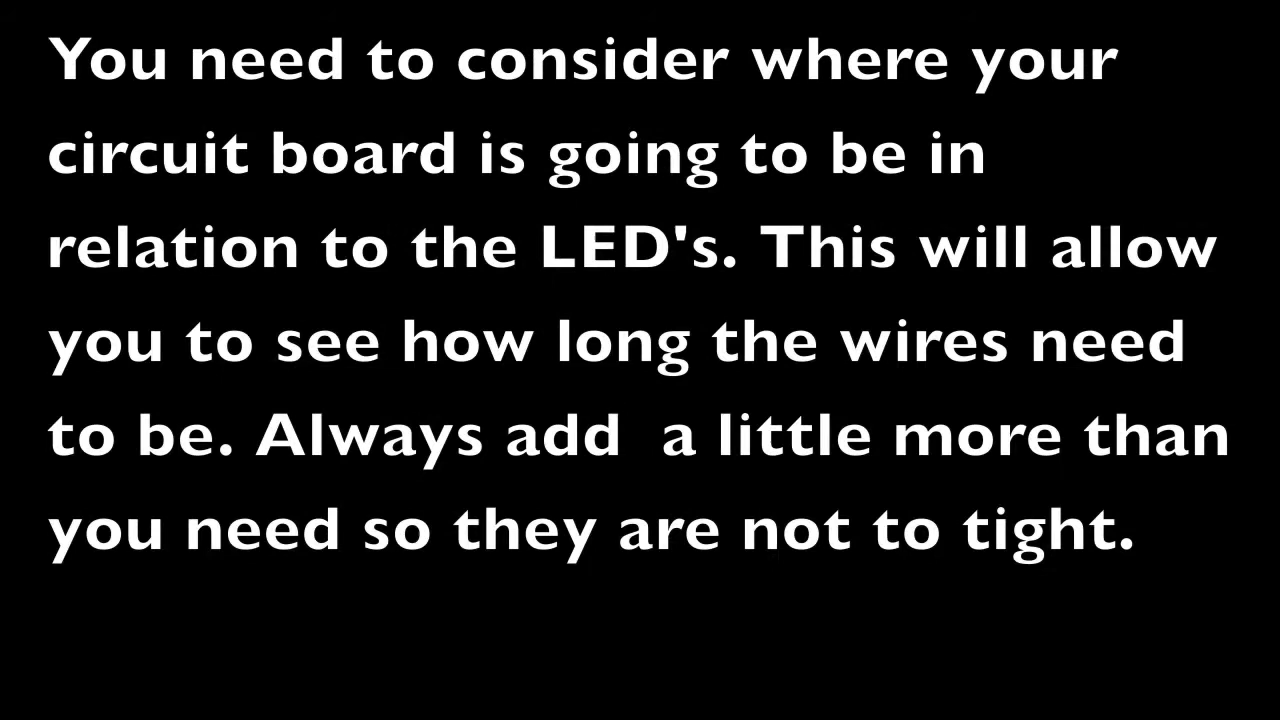 You need to consider where your
circuit board is going to be in
relation to the LED's. This will allow
you to see how long the wires need
to be. Always add  a little more than
you need so they are not to tight.